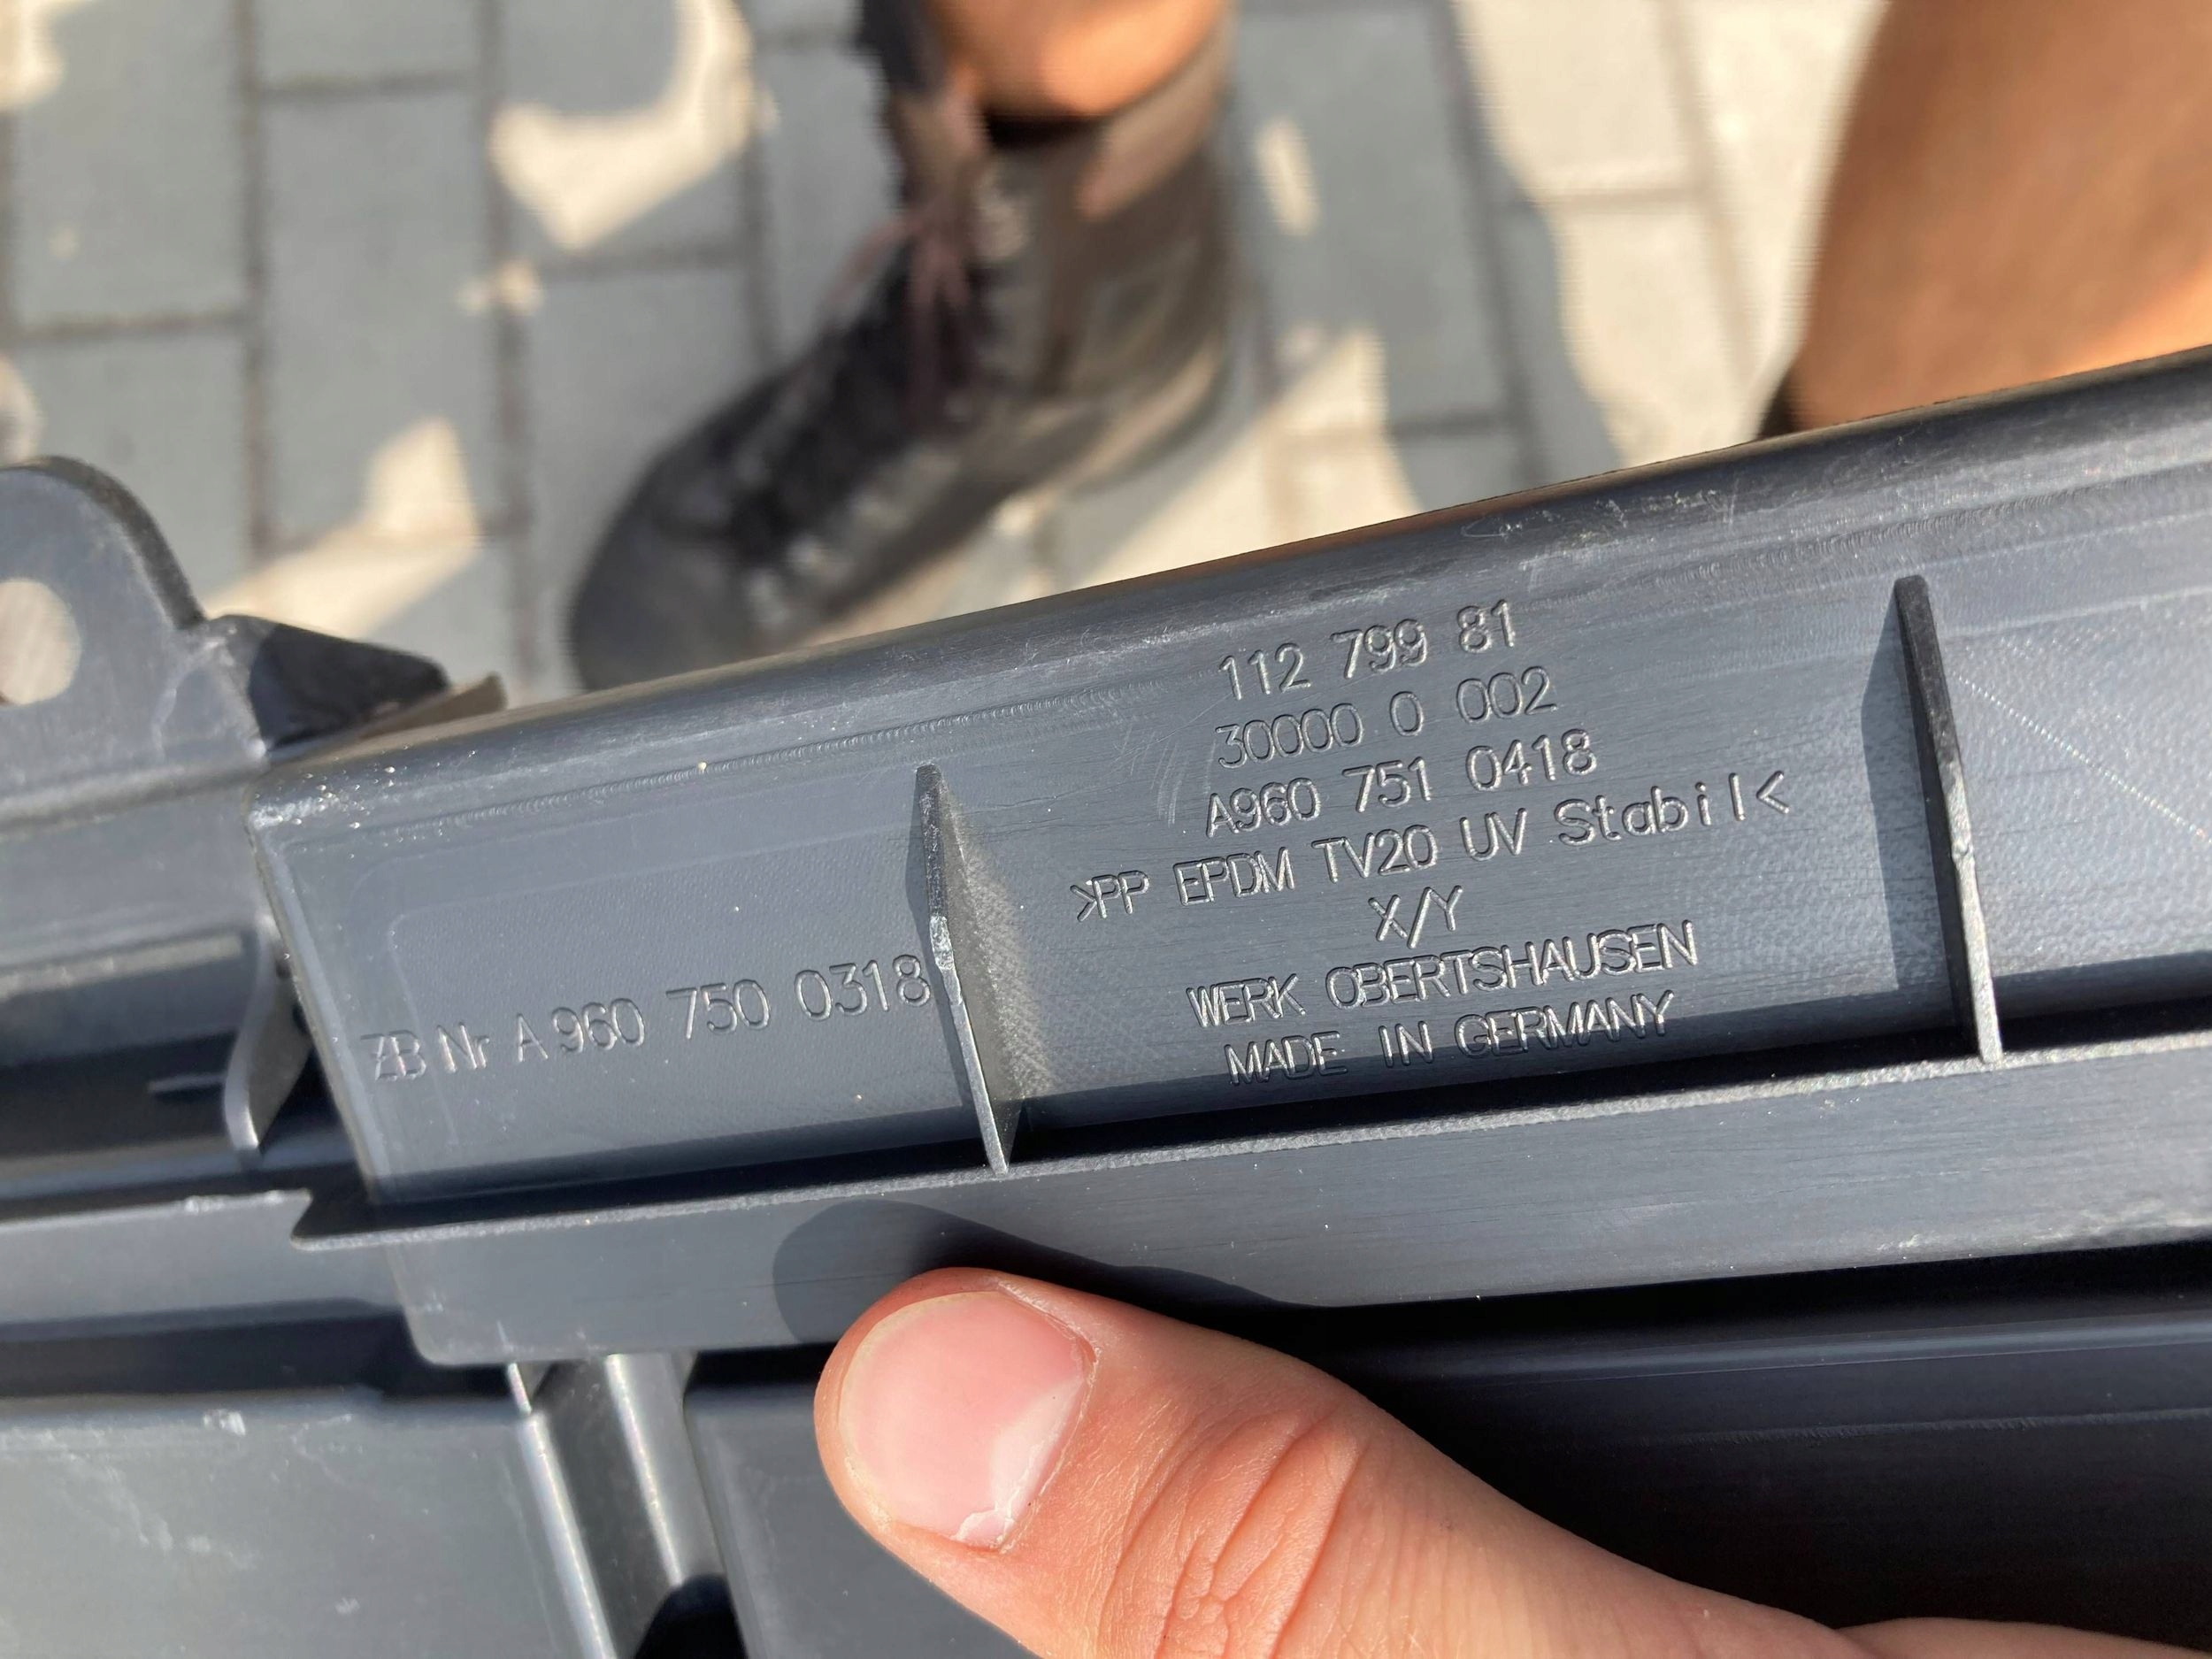 112 799 81
30000 0 002
A960 751 0418
>PP EPDM TV20 UV Stabil<
X/Y
WERK OBERTSHAUSEN
MADE IN GERMANY
ZB Nr A 960 750 0318